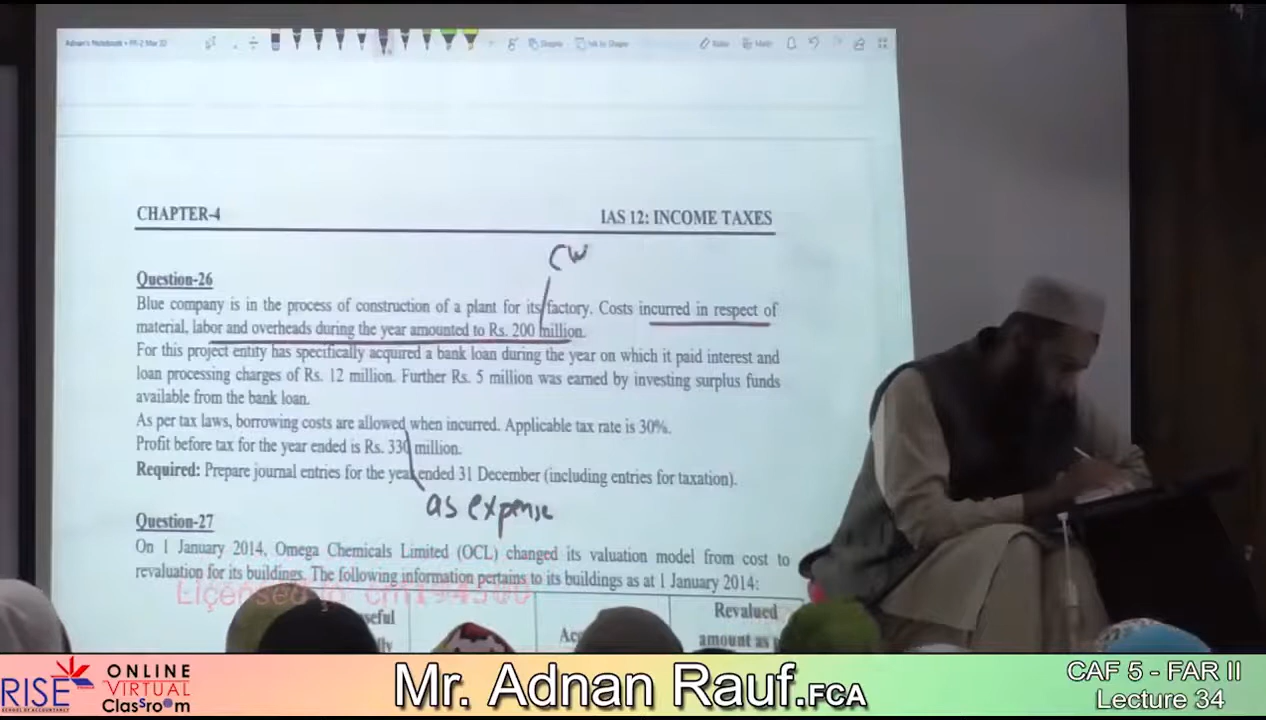 Adnan's Notebook • FR-2 Mar 22
CHAPTER-4
IAS 12: INCOME TAXES
CW
Question-26
Blue company is in the process of construction of a plant for its factory. Costs incurred in respect of
material, labor and overheads during the year amounted to Rs. 200 million.
For this project entity has specifically acquired a bank loan during the year on which it paid interest and
loan processing charges of Rs. 12 million. Further Rs. 5 million was earned by investing surplus funds
available from the bank loan.
As per tax laws, borrowing costs are allowed when incurred. Applicable tax rate is 30%.
Profit before tax for the year ended is Rs. 330 million.
Required: Prepare journal entries for the year ended 31 December (including entries for taxation).
as expense
Question-27
On 1 January 2014, Omega Chemicals Limited (OCL) changed its valuation model from cost to
revaluation for its buildings. The following information pertains to its buildings as at 1 January 2014:
Licensed to
Revalued
amount as
RISE
ONLINE
VIRTUAL
Classroom
Mr. Adnan Rauf.FCA
CAF 5 - FAR II
Lecture 34